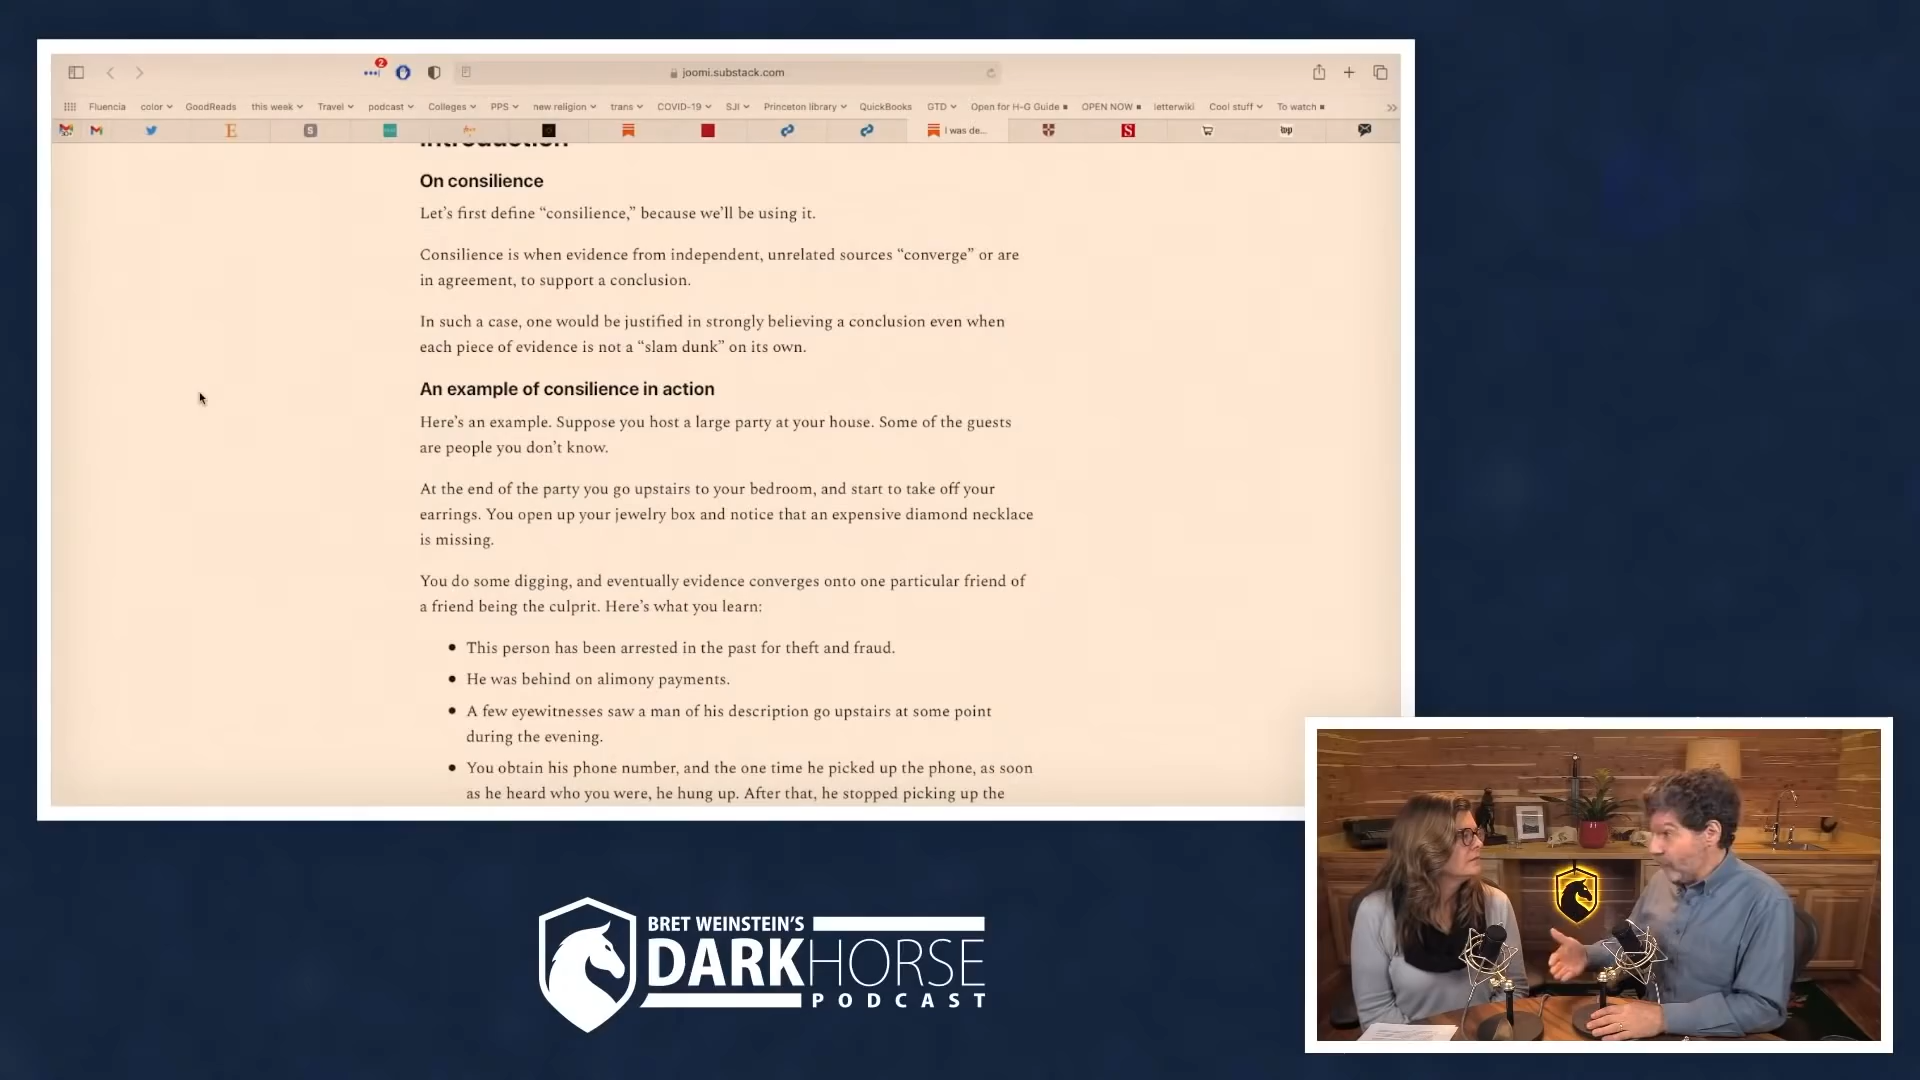 2
joomi.substack.com
Fluencia color GoodReads this week Travel podcast Colleges PPS new religion trans COVID-19 SJI Princeton library QuickBooks GTD Open for H-G Guide OPEN NOW letterwiki Cool stuff To watch
E S I was de... S
Introduction
On consilience
Let’s first define “consilience,” because we’ll be using it.
Consilience is when evidence from independent, unrelated sources “converge” or are
in agreement, to support a conclusion.
In such a case, one would be justified in strongly believing a conclusion even when
each piece of evidence is not a “slam dunk” on its own.
An example of consilience in action
Here’s an example. Suppose you host a large party at your house. Some of the guests
are people you don’t know.
At the end of the party you go upstairs to your bedroom, and start to take off your
earrings. You open up your jewelry box and notice that an expensive diamond necklace
is missing.
You do some digging, and eventually evidence converges onto one particular friend of
a friend being the culprit. Here’s what you learn:
• This person has been arrested in the past for theft and fraud.
• He was behind on alimony payments.
• A few eyewitnesses saw a man of his description go upstairs at some point
during the evening.
• You obtain his phone number, and the one time he picked up the phone, as soon
as he heard who you were, he hung up. After that, he stopped picking up the
BRET WEINSTEIN’S
DARKHORSE
PODCAST